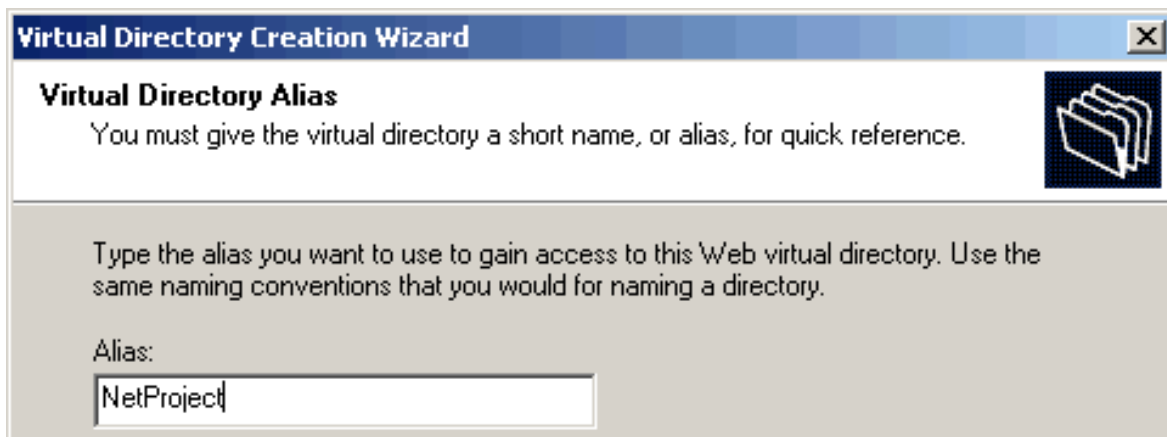 Virtual Directory Creation Wizard
Virtual Directory Alias
You must give the virtual directory a short name, or alias, for quick reference.
Type the alias you want to use to gain access to this Web virtual directory. Use the
same naming conventions that you would for naming a directory.
Alias:
NetProject